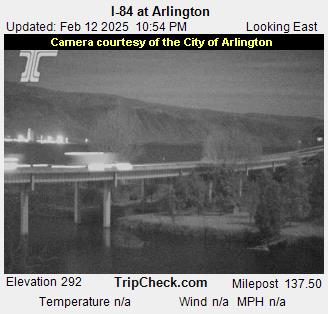 I-84 at Arlington
Updated: Feb 12 2025 10:54 PM Looking East
Camera courtesy of the City of Arlington
Elevation 292 TripCheck.com Milepost 137.50
Temperature n/a Wind n/a MPH n/a